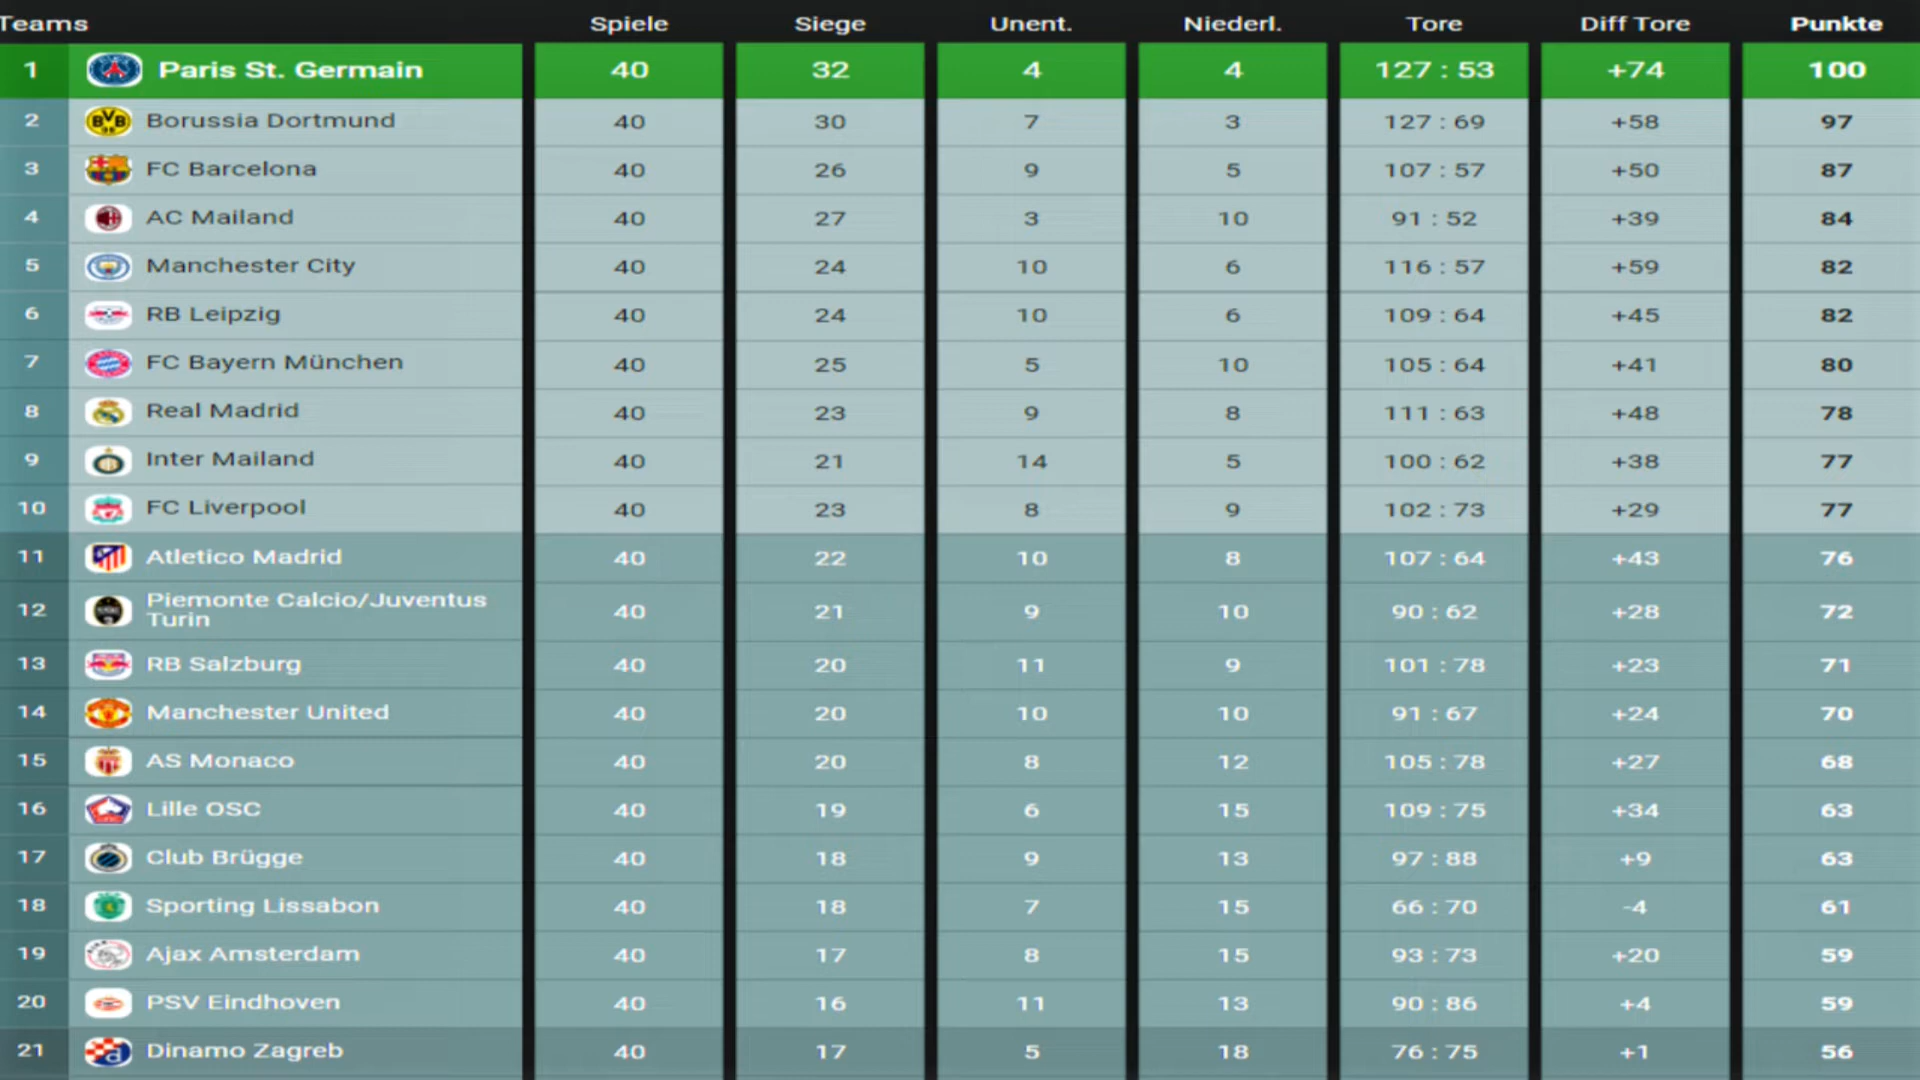 Teams Spiele Siege Unent. Niederl. Tore Diff Tore Punkte
1 Paris St. Germain 40 32 4 4 127 : 53 +74 100
2 Borussia Dortmund 40 30 7 3 127 : 69 +58 97
3 FC Barcelona 40 26 9 5 107 : 57 +50 87
4 AC Mailand 40 27 3 10 91 : 52 +39 84
5 Manchester City 40 24 10 6 116 : 57 +59 82
6 RB Leipzig 40 24 10 6 109 : 64 +45 82
7 FC Bayern München 40 25 5 10 105 : 64 +41 80
8 Real Madrid 40 23 9 8 111 : 63 +48 78
9 Inter Mailand 40 21 14 5 100 : 62 +38 77
10 FC Liverpool 40 23 8 9 102 : 73 +29 77
11 Atletico Madrid 40 22 10 8 107 : 64 +43 76
12 Piemonte Calcio/Juventus
Turin 40 21 9 10 90 : 62 +28 72
13 RB Salzburg 40 20 11 9 101 : 78 +23 71
14 Manchester United 40 20 10 10 91 : 67 +24 70
15 AS Monaco 40 20 8 12 105 : 78 +27 68
16 Lille OSC 40 19 6 15 109 : 75 +34 63
17 Club Brügge 40 18 9 13 97 : 88 +9 63
18 Sporting Lissabon 40 18 7 15 66 : 70 -4 61
19 Ajax Amsterdam 40 17 8 15 93 : 73 +20 59
20 PSV Eindhoven 40 16 11 13 90 : 86 +4 59
21 Dinamo Zagreb 40 17 5 18 76 : 75 +1 56